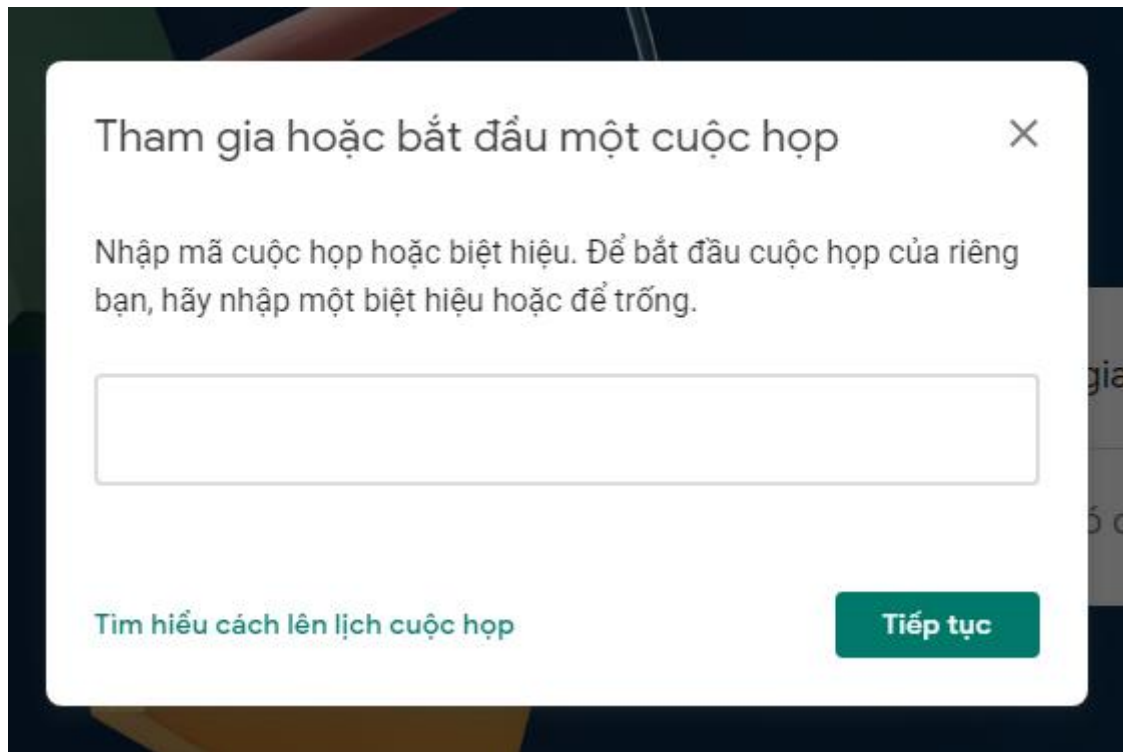 Tham gia hoặc bắt đầu một cuộc họp
Nhập mã cuộc họp hoặc biệt hiệu. Để bắt đầu cuộc họp của riêng
bạn, hãy nhập một biệt hiệu hoặc để trống.
Tìm hiểu cách lên lịch cuộc họp
Tiếp tục